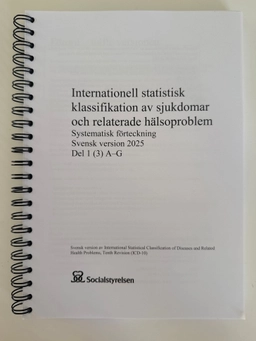 Internationell statistisk
klassifikation av sjukdomar
och relaterade hälsoproblem
Systematisk förteckning
Svensk version 2025
Del 1 (3) A–G
Svensk version av International Statistical Classification of Diseases and Related
Health Problems, Tenth Revision (ICD-10)
Socialstyrelsen